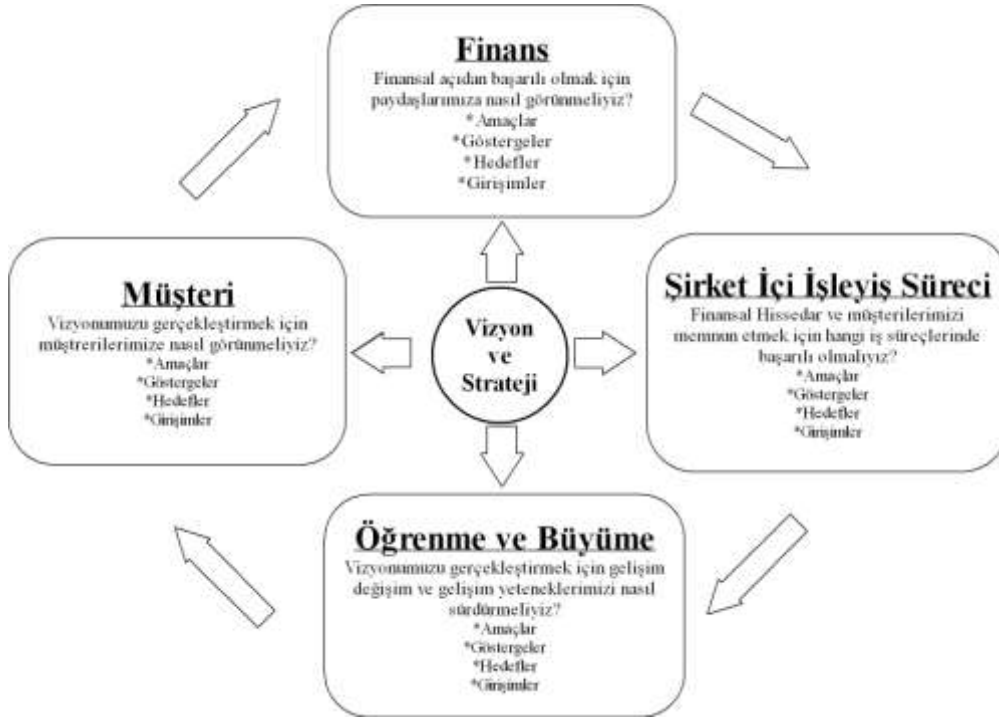 Finans
Finansal açıdan başarılı olmak için
paydaşlarımıza nasıl görünmeliyiz?
*Amaçlar
*Göstergeler
*Hedefler
*Girişimler
Müşteri
Vizyonumuzu gerçekleştirmek için
müştrerilerimize nasıl görünmeliyiz?
*Amaçlar
*Göstergeler
*Hedefler
*Girişimler
Vizyon
ve
Strateji
Şirket İçi İşleyiş Süreci
Finansal Hissedar ve müşterilerimizi
memnun etmek için hangi iş süreçlerinde
başarılı olmalıyız?
*Amaçlar
*Göstergeler
*Hedefler
*Girişimler
Öğrenme ve Büyüme
Vizyonumuzu gerçekleştirmek için gelişim
değişim ve gelişim yeteneklerimizi nasıl
sürdürmeliyiz?
*Amaçlar
*Göstergeler
*Hedefler
*Girişimler